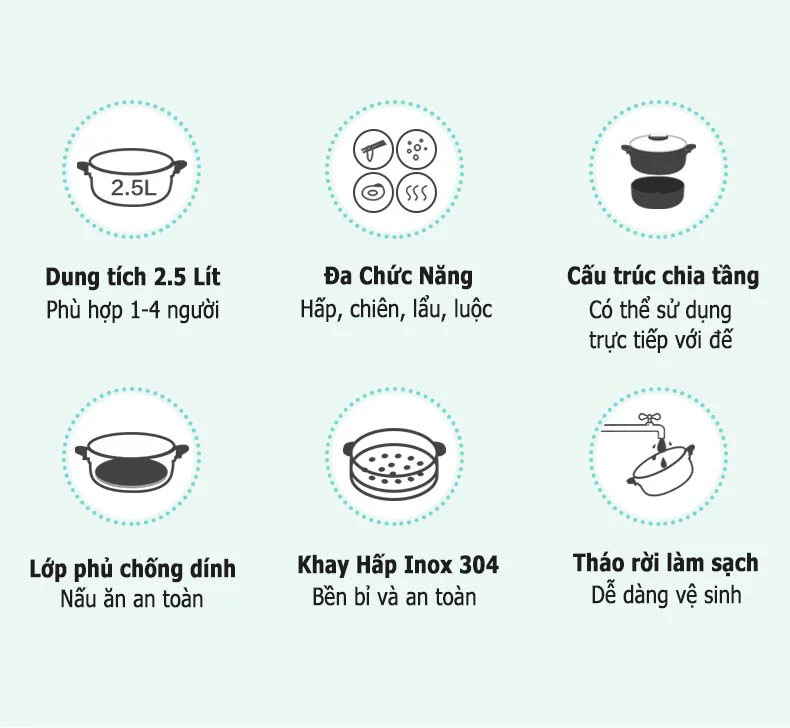 2.5L
Dung tích 2.5 Lít
Phù hợp 1-4 người
Đa Chức Năng
Hấp, chiên, lẩu, luộc
Cấu trúc chia tầng
Có thể sử dụng
trực tiếp với đế
Lớp phủ chống dính
Nấu ăn an toàn
Khay Hấp Inox 304
Bền bỉ và an toàn
Tháo rời làm sạch
Dễ dàng vệ sinh